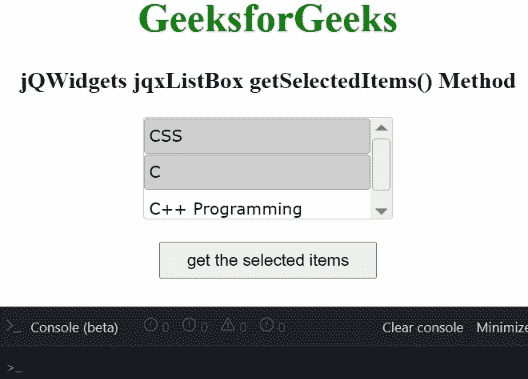 GeeksforGeeks
jQWidgets jqxListBox getSelectedItems() Method
CSS
C
C++ Programming
get the selected items
>_ Console (beta) 0 0 0 0 Clear console Minimize
>_